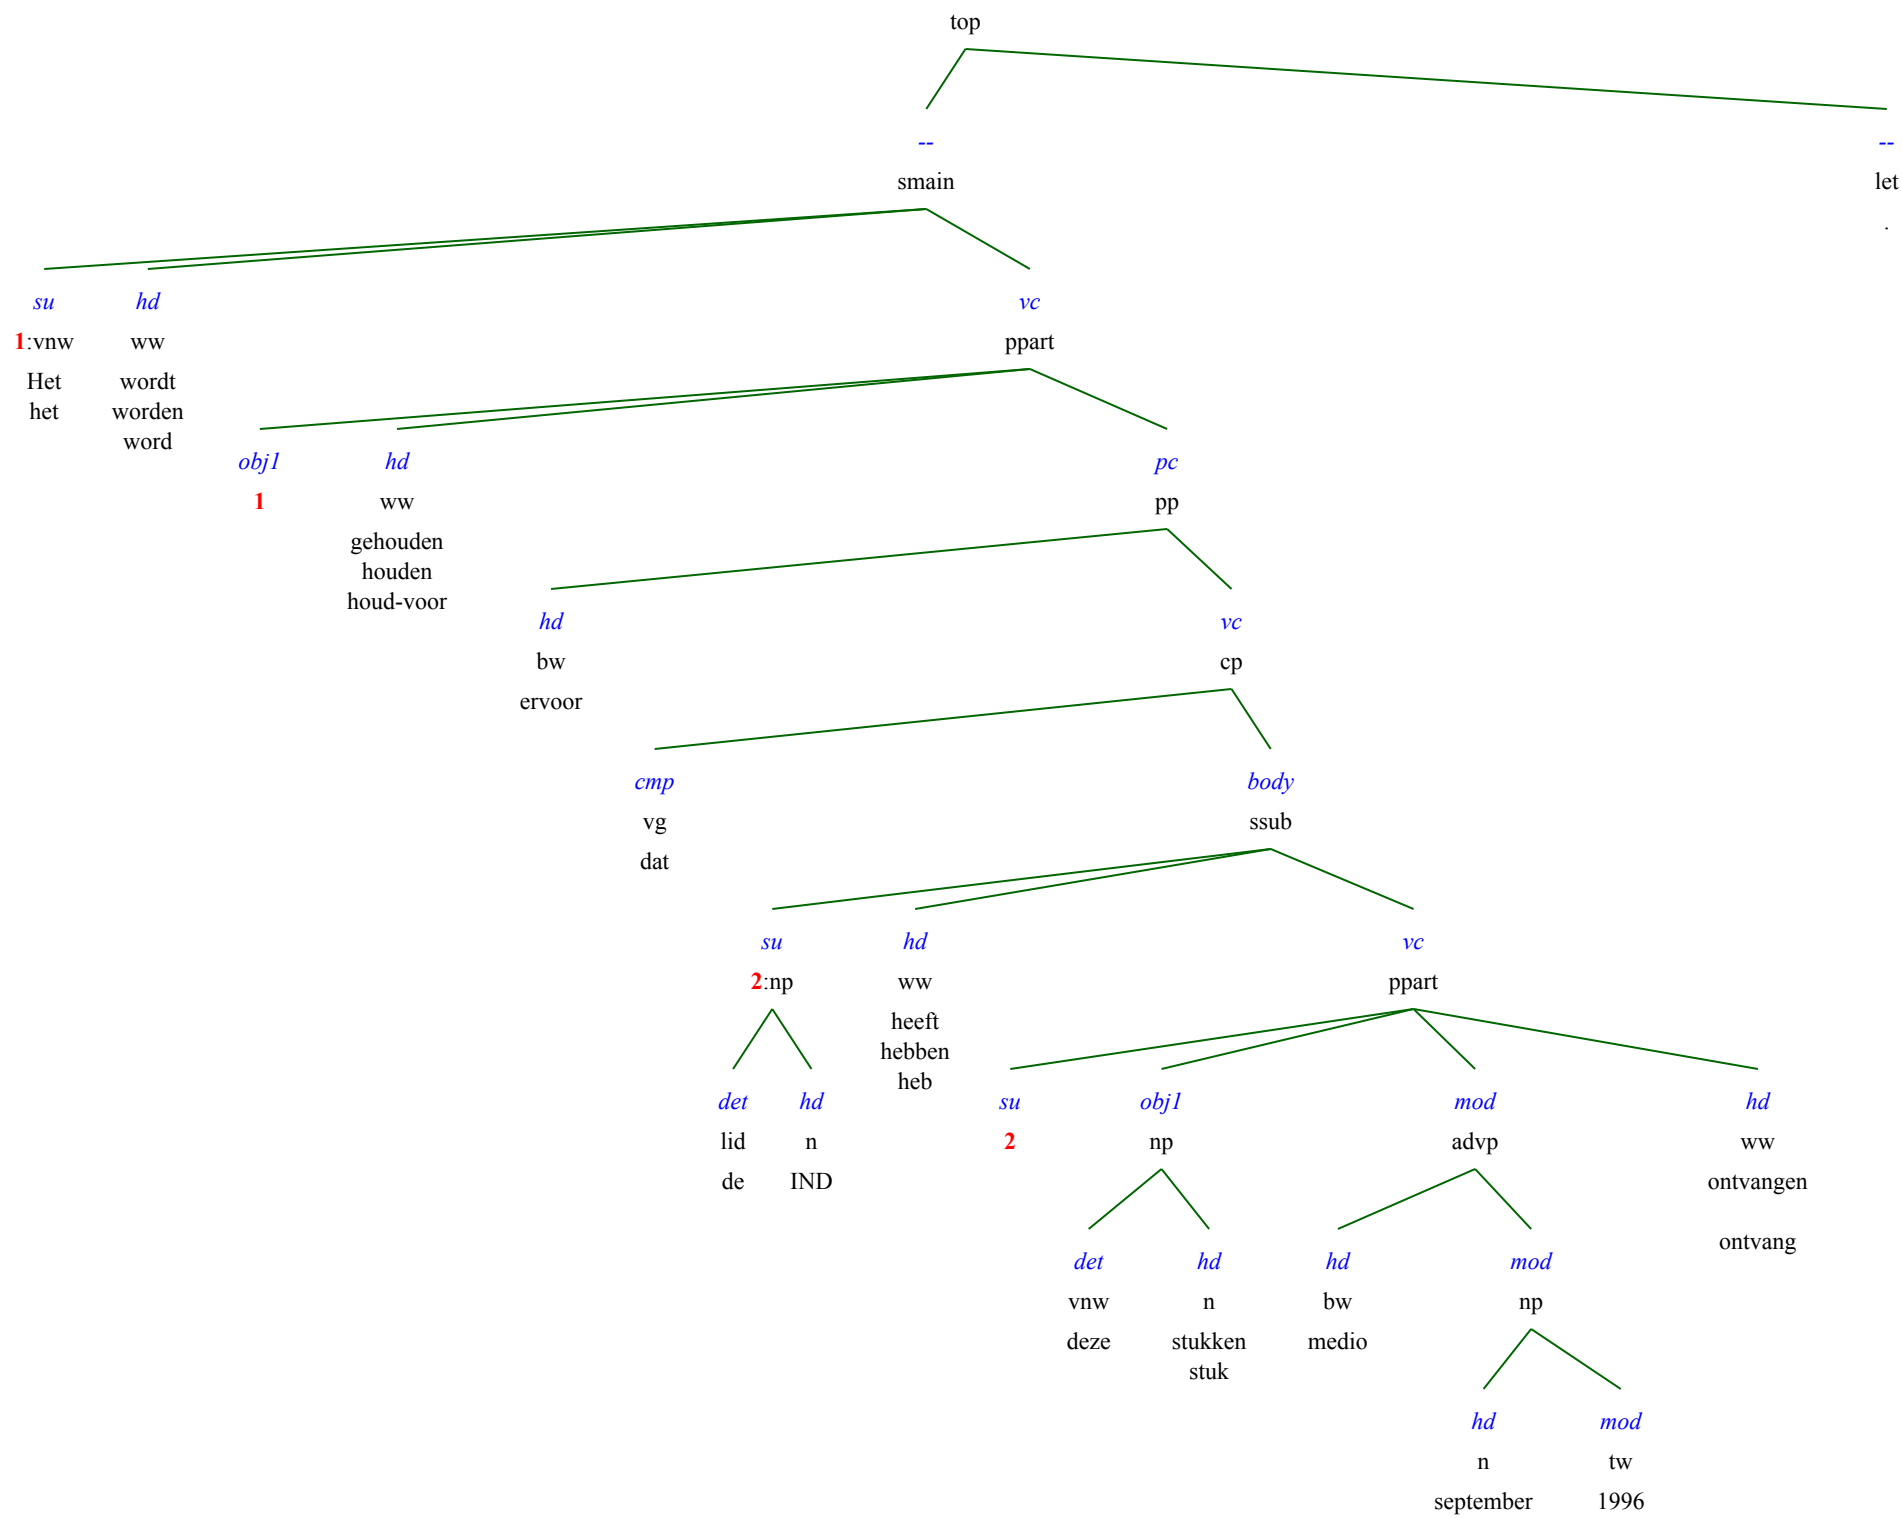 top
-- --
smain let
.
su hd vc
1:vnw ww ppart
Het wordt
het worden
word
obj1 hd pc
1 ww pp
gehouden
houden
houd-voor
hd vc
bw cp
ervoor
cmp body
vg ssub
dat
su hd vc
2:np ww ppart
heeft
hebben
heb
det hd su obj1 mod hd
lid n 2 np advp ww
de IND ontvangen
ontvang
det hd hd mod
vnw n bw np
deze stukken medio
stuk
hd mod
n tw
september 1996